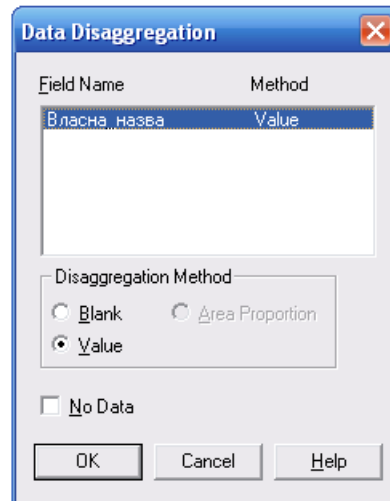 Data Disaggregation
Field Name Method
Власна_назва Value
Disaggregation Method
Blank Area Proportion
Value
No Data
OK Cancel Help